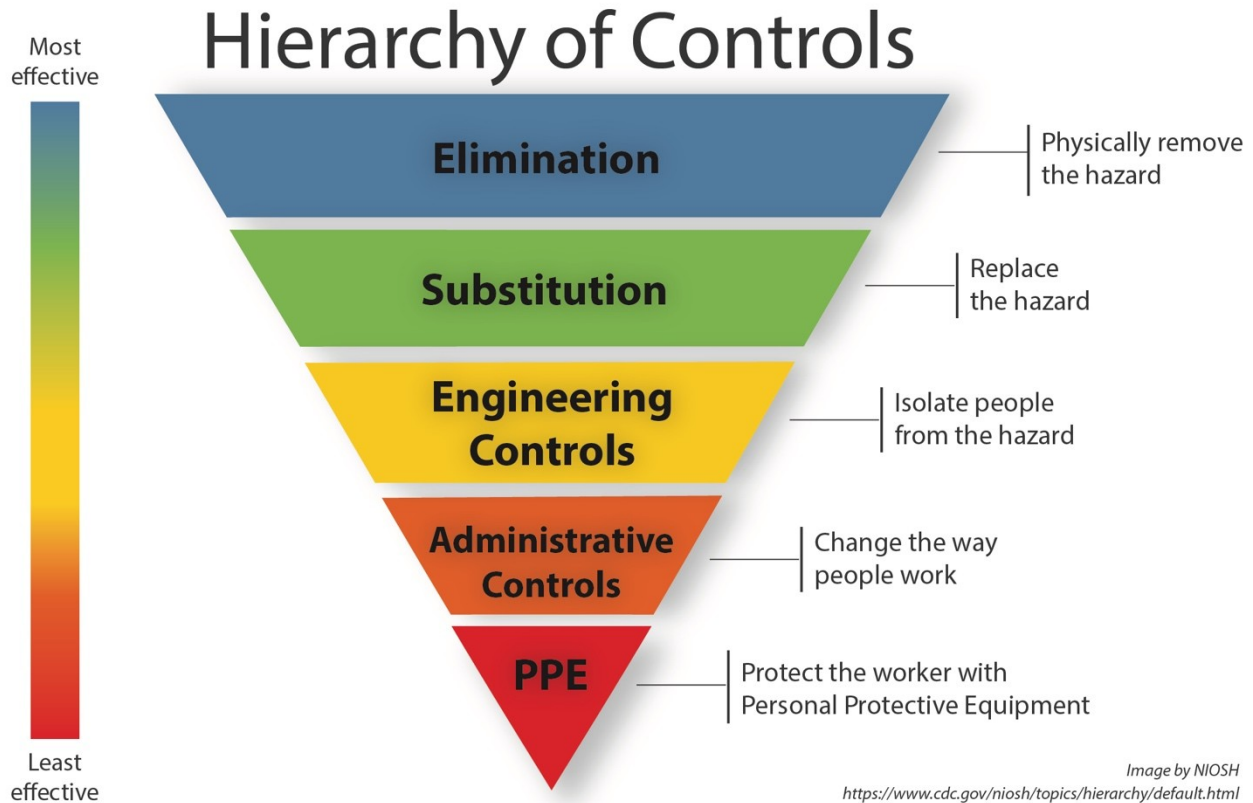 Hierarchy of Controls
Most
effective
Elimination
Physically remove
the hazard
Substitution
Replace
the hazard
Engineering
Controls
Isolate people
from the hazard
Administrative
Controls
Change the way
people work
PPE
Protect the worker with
Personal Protective Equipment
Least
effective
Image by NIOSH
https://www.cdc.gov/niosh/topics/hierarchy/default.html